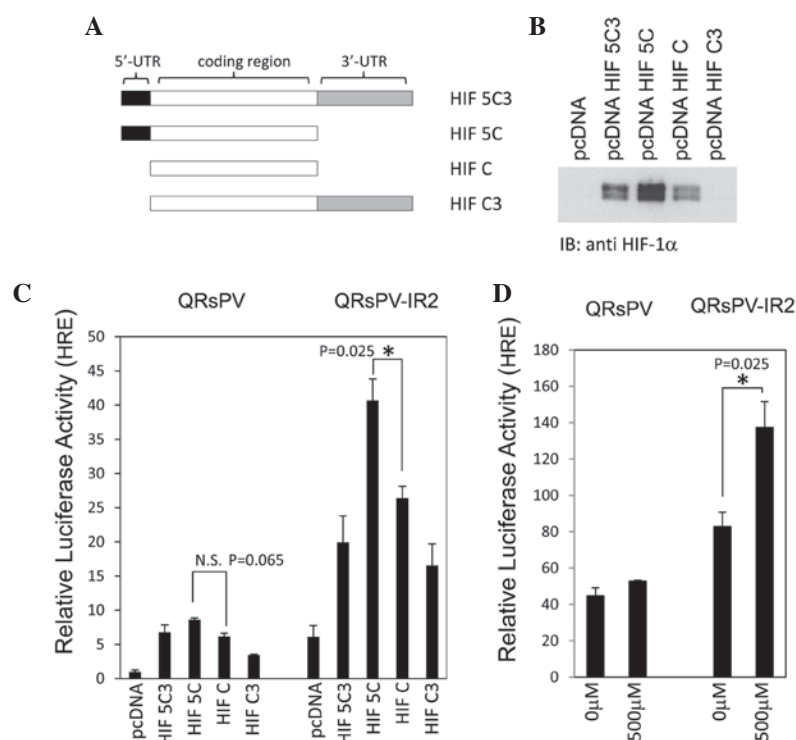 A
5'-UTR coding region 3'-UTR
HIF 5C3
HIF 5C
HIF C
HIF C3
B
pcDNA
pcDNA HIF 5C3
pcDNA HIF 5C
pcDNA HIF C
pcDNA HIF C3
IB: anti HIF-1α
C
QRsPV QRsPV-IR2
Relative Luciferase Activity (HRE)
50
45
40
35
30
25
20
15
10
5
0
P=0.025 *
N.S. P=0.065
pcDNA
HIF 5C3
HIF 5C
HIF C
HIF C3
pcDNA
HIF 5C3
HIF 5C
HIF C
HIF C3
D
QRsPV QRsPV-IR2
Relative Luciferase Activity (HRE)
180
160
140
120
100
80
60
40
20
0
P=0.025
*
0μM
500μM
0μM
500μM